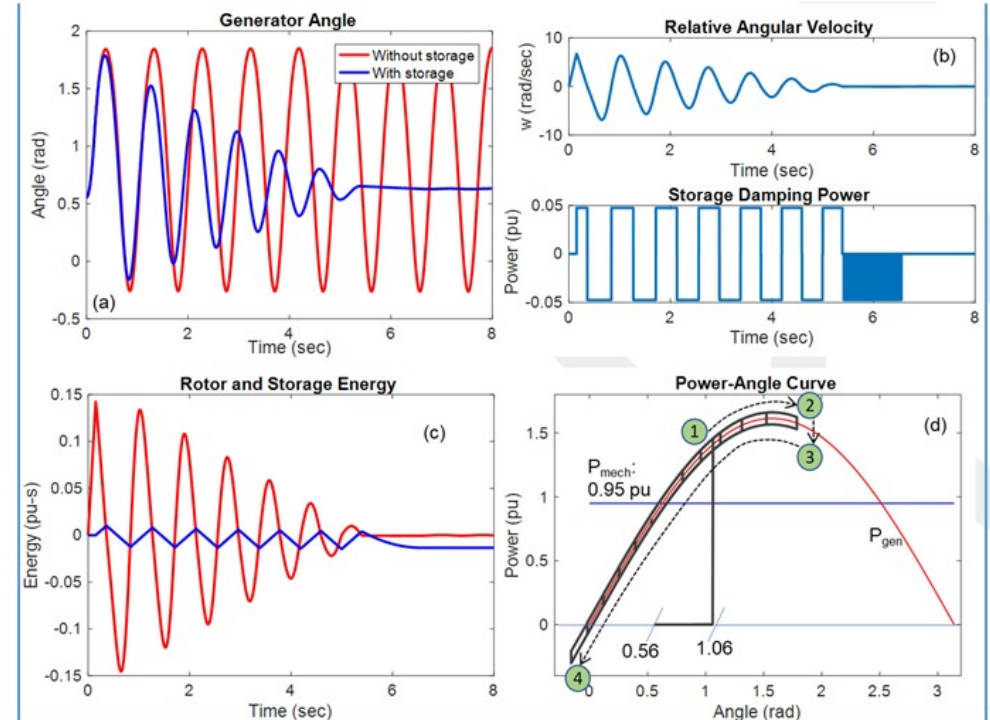 Generator Angle
2
1.5
1
0.5
0
-0.5
Angle (rad)
Without storage
With storage
(a)
0 2 4 6 8
Time (sec)
Relative Angular Velocity
10
0
-10
w (rad/sec)
(b)
0 2 4 6 8
Time (sec)
Storage Damping Power
0.05
0
-0.05
Power (pu)
0 2 4 6 8
Time (sec)
Rotor and Storage Energy
0.15
0.1
0.05
0
-0.05
-0.1
-0.15
Energy (pu-s)
(c)
0 2 4 6 8
Time (sec)
Power-Angle Curve
1.5
1
0.5
0
Power (pu)
1
2
3
4
(d)
Pmech:
0.95 pu
Pgen
0.56 1.06
0 0.5 1 1.5 2 2.5 3
Angle (rad)